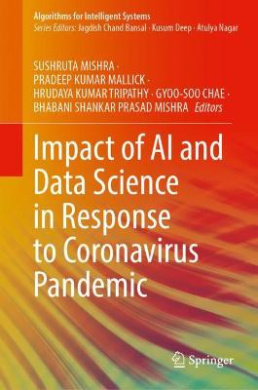 Algorithms for Intelligent Systems
Series Editors: Jagdish Chand Bansal · Kusum Deep · Atulya Nagar
SUSHRUTA MISHRA ·
PRADEEP KUMAR MALLICK ·
HRUDAYA KUMAR TRIPATHY · GYOO-SOO CHAE ·
BHABANI SHANKAR PRASAD MISHRA Editors
Impact of AI and
Data Science
in Response
to Coronavirus
Pandemic
Springer